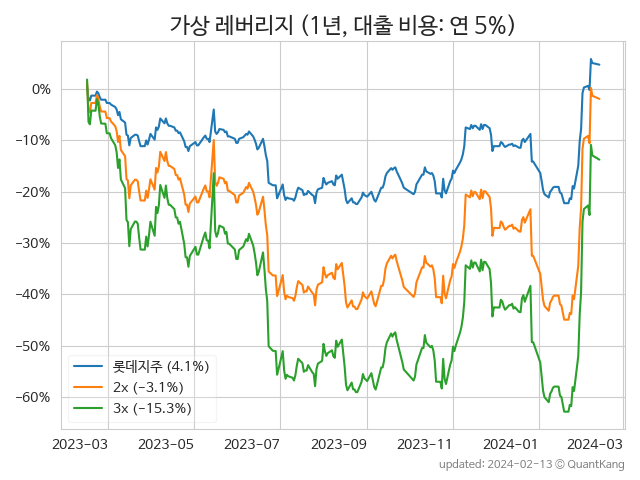 가상 레버리지 (1년, 대출 비용: 연 5%)
0%
−10%
−20%
−30%
−40%
−50%
−60%
롯데지주 (4.1%)
2x (−3.1%)
3x (−15.3%)
2023-03 2023-05 2023-07 2023-09 2023-11 2024-01 2024-03
updated: 2024-02-13 © QuantKang